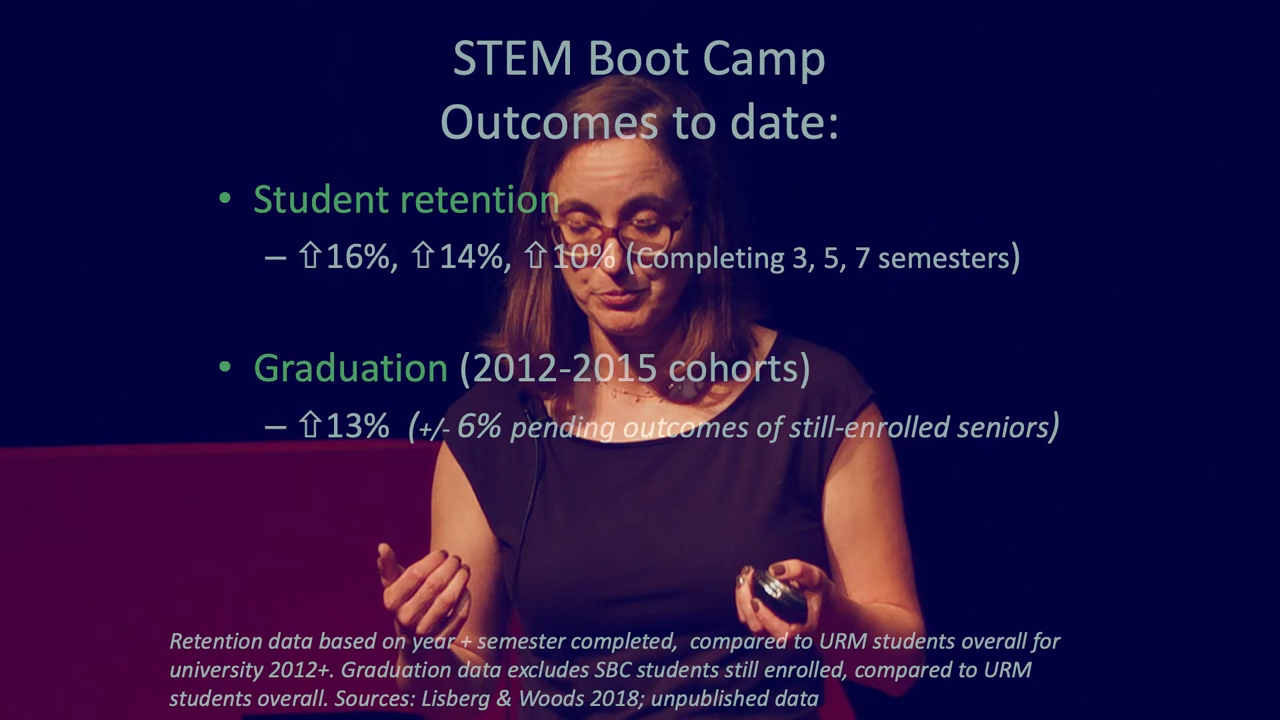 STEM Boot Camp
Outcomes to date:
• Student retention
– ⇧16%, ⇧14%, ⇧10% (Completing 3, 5, 7 semesters)
• Graduation (2012-2015 cohorts)
– ⇧13% (+/- 6% pending outcomes of still-enrolled seniors)
Retention data based on year + semester completed, compared to URM students overall for
university 2012+. Graduation data excludes SBC students still enrolled, compared to URM
students overall. Sources: Lisberg & Woods 2018; unpublished data